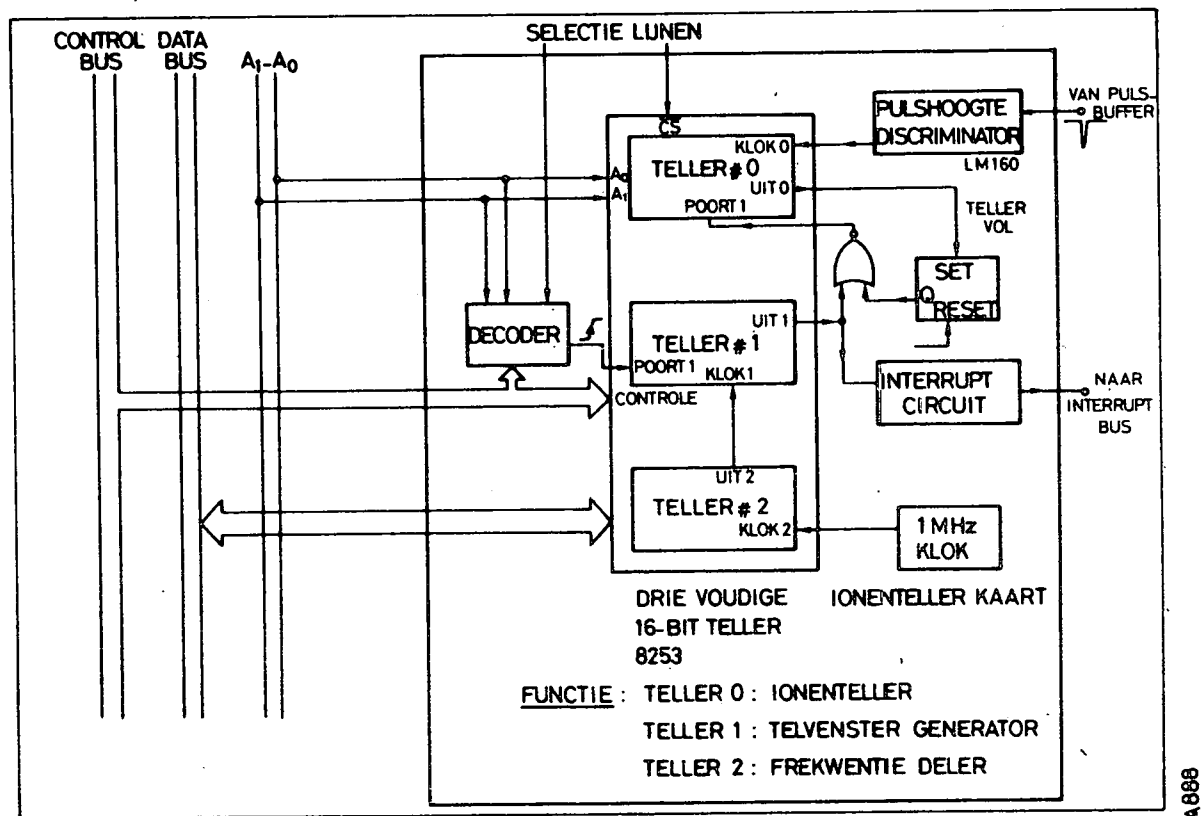 SELECTIE LIJNEN
CONTROL DATA
BUS BUS A1-A0
VAN PULS-
BUFFER
PULSHOOGTE
DISCRIMINATOR
LM160
CS
KLOK 0
TELLER #0
A0
A1
UIT 0
POORT 1
TELLER
VOL
SET
Q
RESET
DECODER
UIT 1
TELLER #1
POORT 1
KLOK 1
CONTROLE
INTERRUPT
CIRCUIT
NAAR
INTERRUPT
BUS
UIT 2
TELLER #2
KLOK 2
1 MHz
KLOK
DRIE VOUDIGE
16-BIT TELLER
8253
IONENTELLER KAART
FUNCTIE : TELLER 0 : IONENTELLER
TELLER 1 : TELVENSTER GENERATOR
TELLER 2 : FREKWENTIE DELER
A888